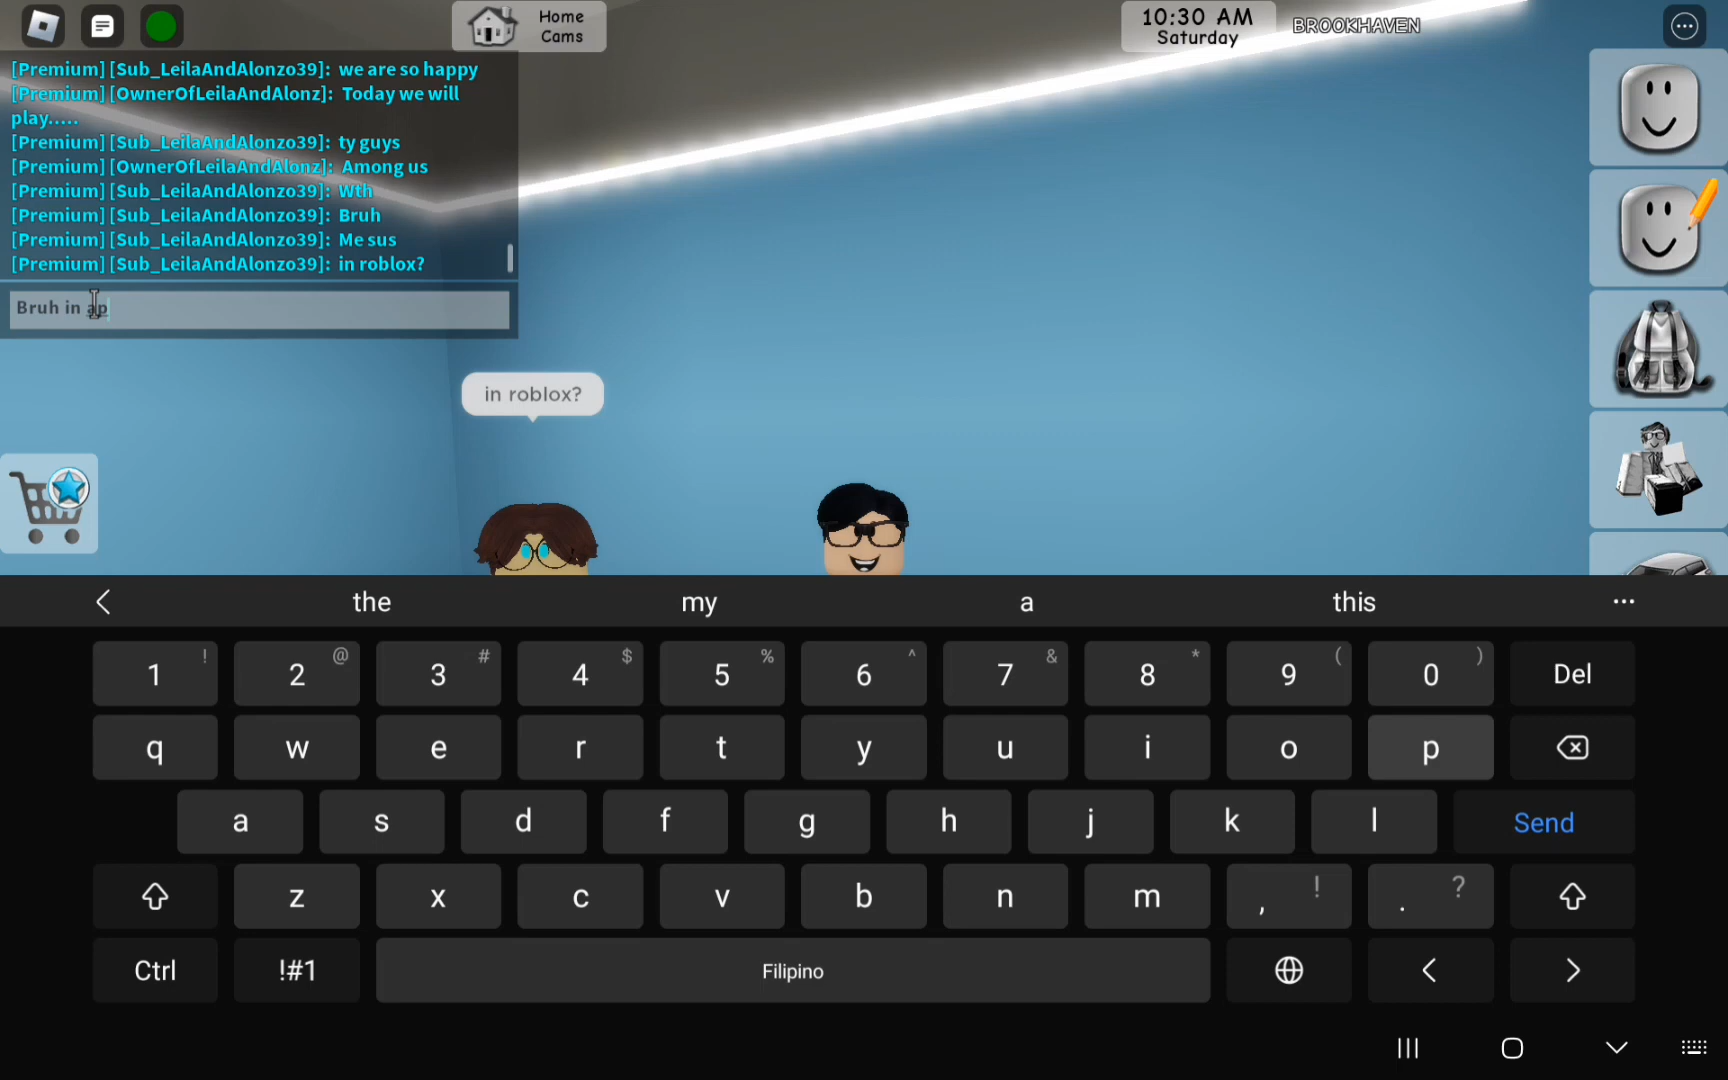 Home
Cams
10:30 AM
Saturday
BROOKHAVEN
[Premium] [Sub_LeilaAndAlonzo39]: we are so happy
[Premium] [OwnerOfLeilaAndAlonz]: Today we will
play.....
[Premium] [Sub_LeilaAndAlonzo39]: ty guys
[Premium] [OwnerOfLeilaAndAlonz]: Among us
[Premium] [Sub_LeilaAndAlonzo39]: Wth
[Premium] [Sub_LeilaAndAlonzo39]: Bruh
[Premium] [Sub_LeilaAndAlonzo39]: Me sus
[Premium] [Sub_LeilaAndAlonzo39]: in roblox?
Bruh in ap
in roblox?
the my a this
1 ! 2 @ 3 # 4 $ 5 % 6 ^ 7 & 8 * 9 ( 0 ) Del
q w e r t y u i o p
a s d f g h j k l Send
z x c v b n m , ! . ?
Ctrl !#1 Filipino < >